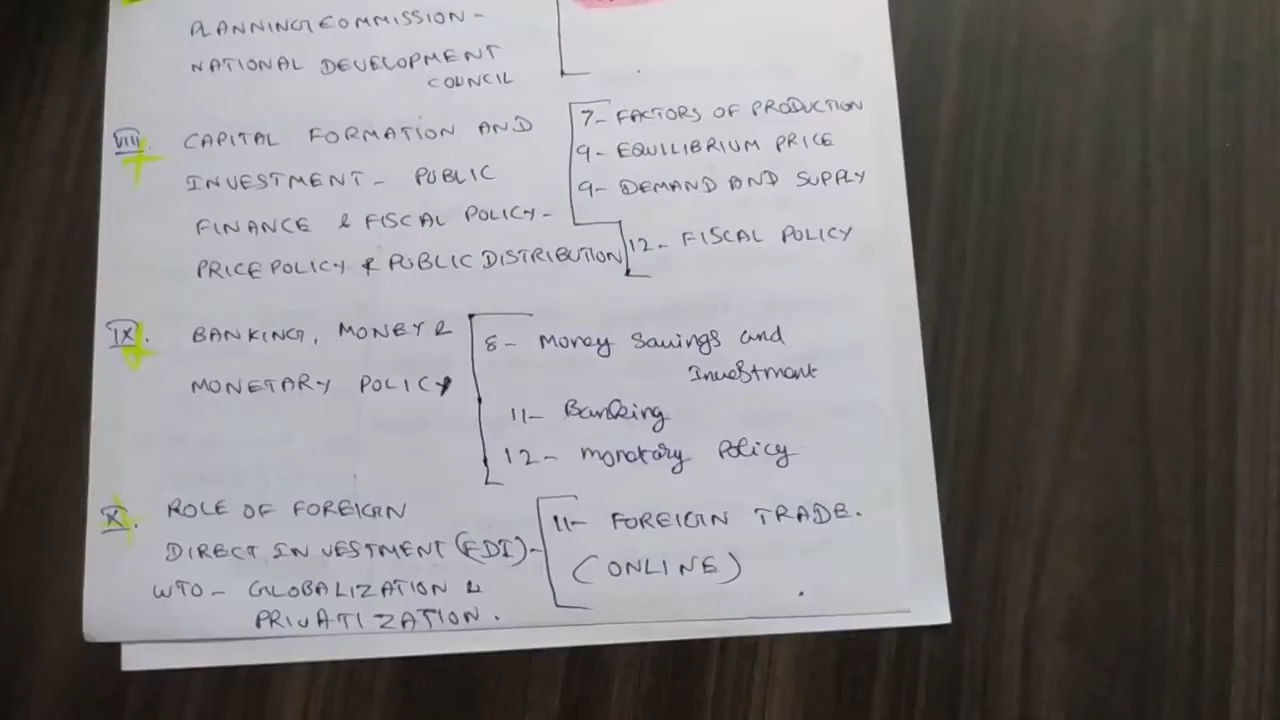 PLANNING COMMISSION -
NATIONAL DEVELOPMENT
COUNCIL
VIII. CAPITAL FORMATION AND
INVESTMENT - PUBLIC
FINANCE & FISCAL POLICY -
PRICE POLICY & PUBLIC DISTRIBUTION
7- FACTORS OF PRODUCTION
9- EQUILIBRIUM PRICE
9- DEMAND AND SUPPLY
12- FISCAL POLICY
IX. BANKING, MONEY &
MONETARY POLICY
8- Money Savings and
Investment
11- Banking
12- monotary Policy
X. ROLE OF FOREIGN
DIRECT INVESTMENT (FDI)-
WTO - GLOBALIZATION &
PRIVATIZATION.
11- FOREIGN TRADE.
(ONLINE)